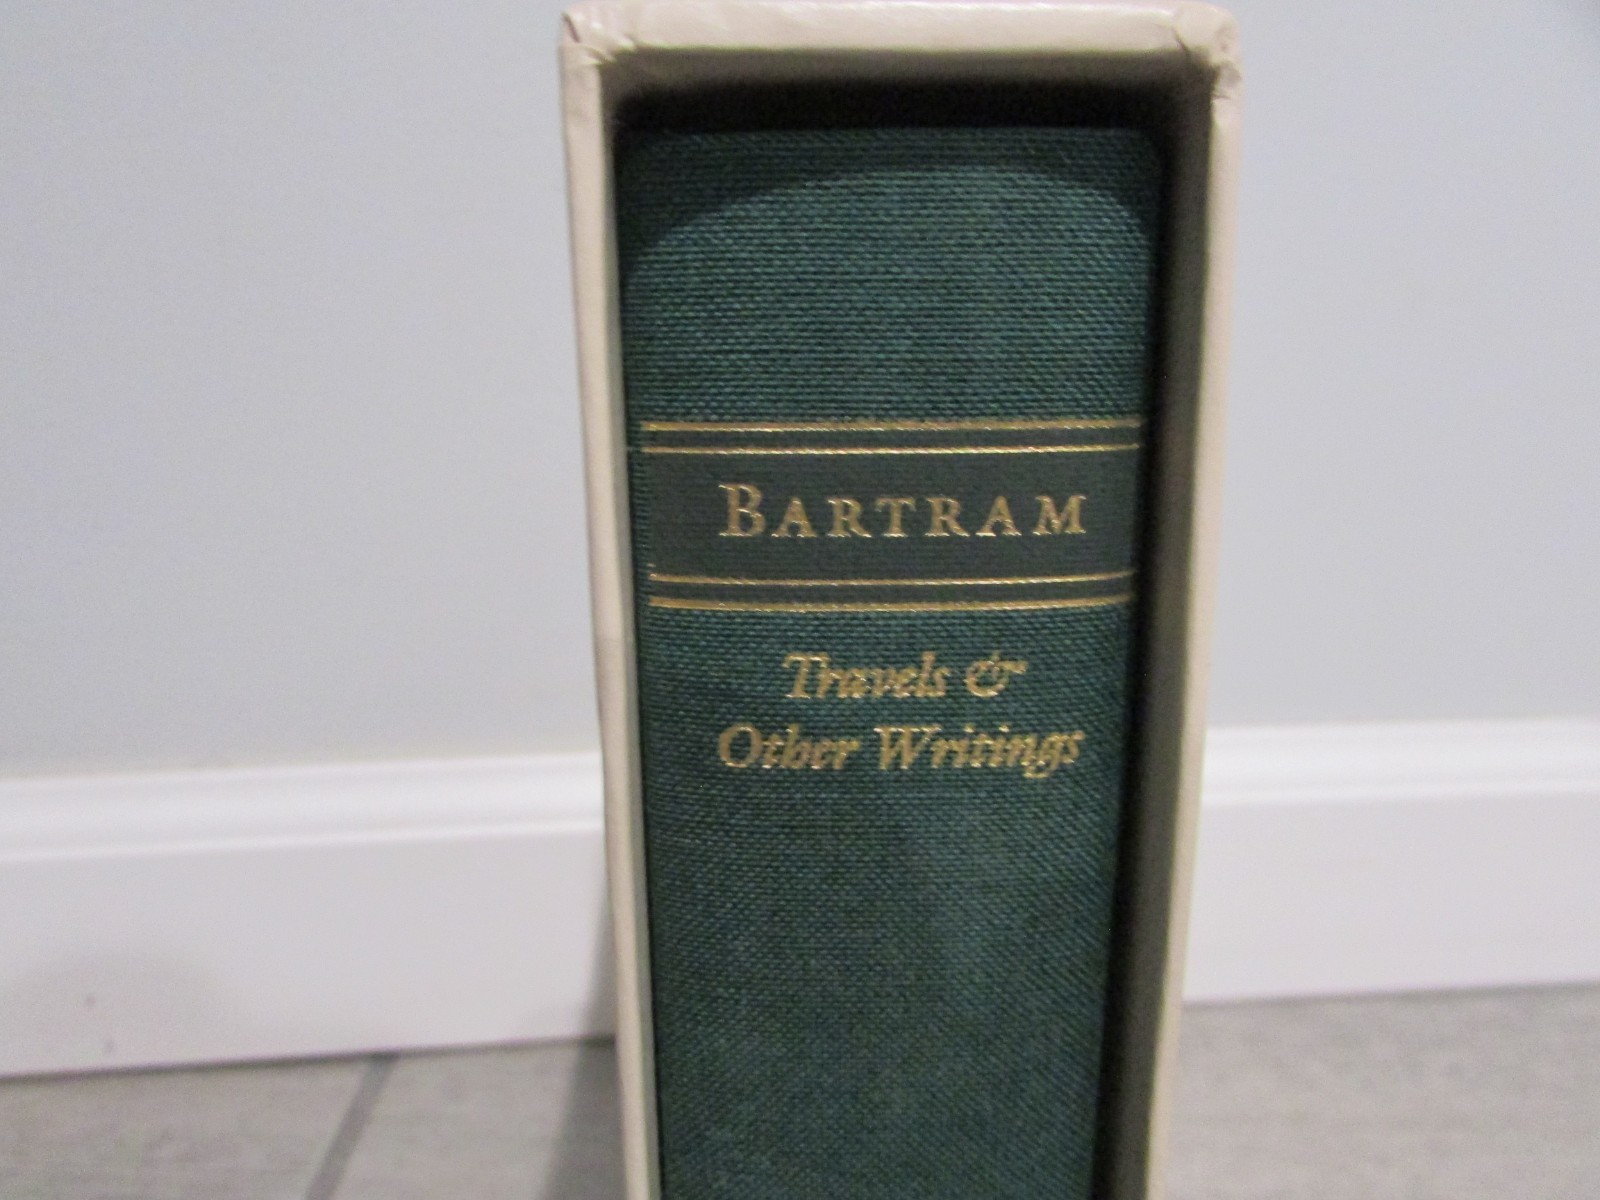 BARTRAM
Travels &
Other Writings